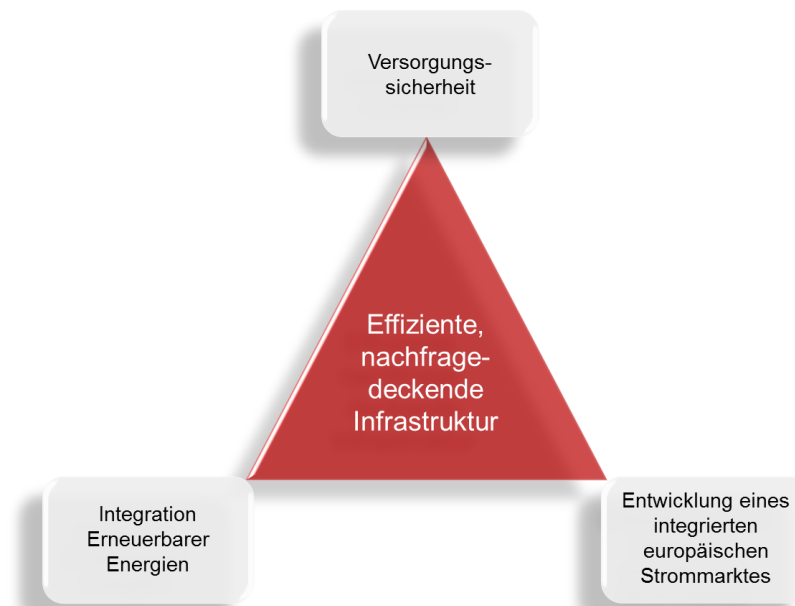 Versorgungs-
sicherheit
Effiziente,
nachfrage-
deckende
Infrastruktur
Integration
Erneuerbarer
Energien
Entwicklung eines
integrierten
europäischen
Strommarktes